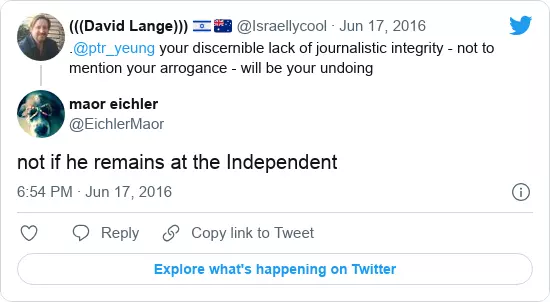 (((David Lange))) 🇮🇱🇦🇺 @Israellycool · Jun 17, 2016
.@ptr_yeung your discernible lack of journalistic integrity - not to
mention your arrogance - will be your undoing
maor eichler
@EichlerMaor
not if he remains at the Independent
6:54 PM · Jun 17, 2016
Reply
Copy link to Tweet
Explore what's happening on Twitter